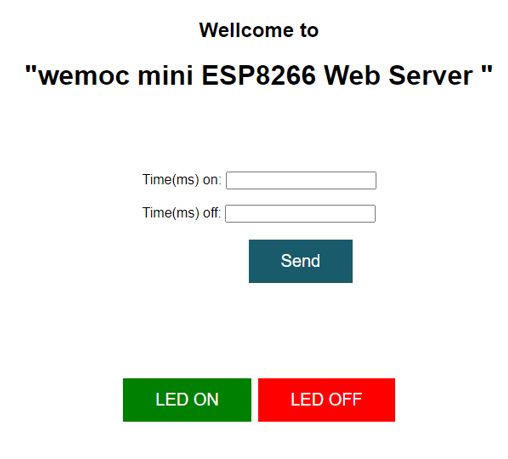 Wellcome to
"wemoc mini ESP8266 Web Server "
Time(ms) on:
Time(ms) off:
Send
LED ON LED OFF